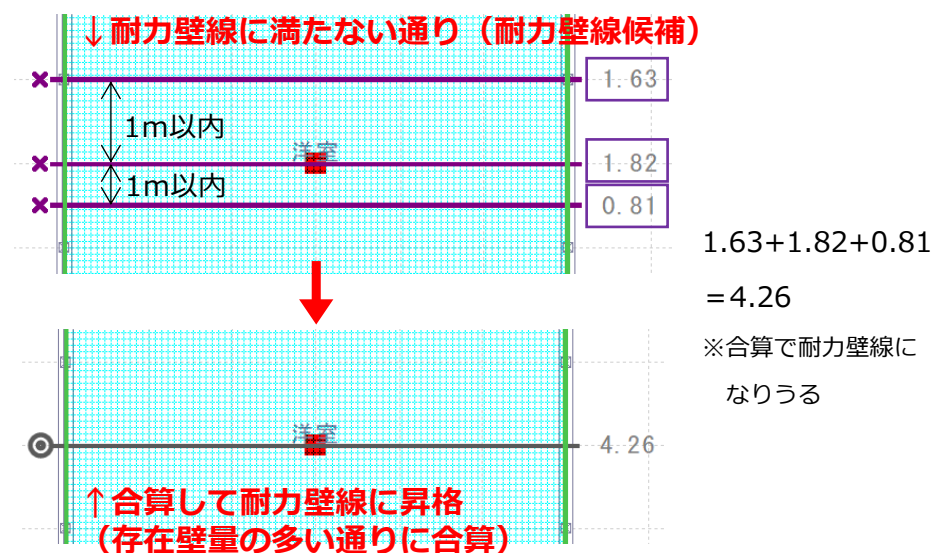 ↓耐力壁線に満たない通り（耐力壁線候補）
1.63
1m以内
洋室
1.82
1m以内
0.81
1.63+1.82+0.81
＝4.26
※合算で耐力壁線に
なりうる
洋室
4.26
↑合算して耐力壁線に昇格
（存在壁量の多い通りに合算）